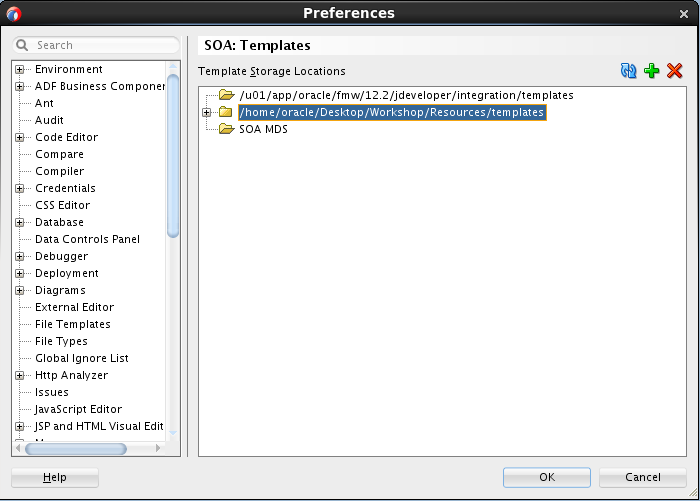 Preferences
Search
Environment
ADF Business Componen
Ant
Audit
Code Editor
Compare
Compiler
Credentials
CSS Editor
Database
Data Controls Panel
Debugger
Deployment
Diagrams
External Editor
File Templates
File Types
Global Ignore List
Http Analyzer
Issues
JavaScript Editor
JSP and HTML Visual Edit
SOA: Templates
Template Storage Locations
/u01/app/oracle/fmw/12.2/jdeveloper/integration/templates
/home/oracle/Desktop/Workshop/Resources/templates
SOA MDS
Help
OK
Cancel